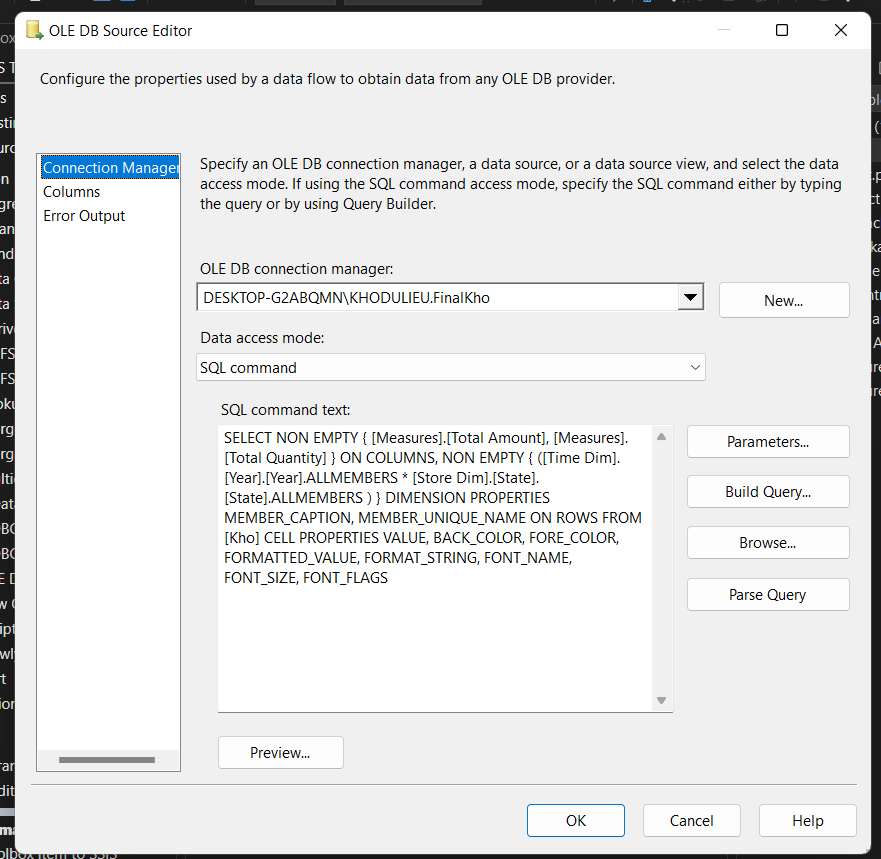 OLE DB Source Editor
Configure the properties used by a data flow to obtain data from any OLE DB provider.
Connection Manager
Columns
Error Output
Specify an OLE DB connection manager, a data source, or a data source view, and select the data
access mode. If using the SQL command access mode, specify the SQL command either by typing
the query or by using Query Builder.
OLE DB connection manager:
DESKTOP-G2ABQMN\KHODULIEU.FinalKho
New...
Data access mode:
SQL command
SQL command text:
SELECT NON EMPTY { [Measures].[Total Amount], [Measures].
[Total Quantity] } ON COLUMNS, NON EMPTY { ([Time Dim].
[Year].[Year].ALLMEMBERS * [Store Dim].[State].
[State].ALLMEMBERS ) } DIMENSION PROPERTIES
MEMBER_CAPTION, MEMBER_UNIQUE_NAME ON ROWS FROM
[Kho] CELL PROPERTIES VALUE, BACK_COLOR, FORE_COLOR,
FORMATTED_VALUE, FORMAT_STRING, FONT_NAME,
FONT_SIZE, FONT_FLAGS
Parameters...
Build Query...
Browse...
Parse Query
Preview...
OK
Cancel
Help